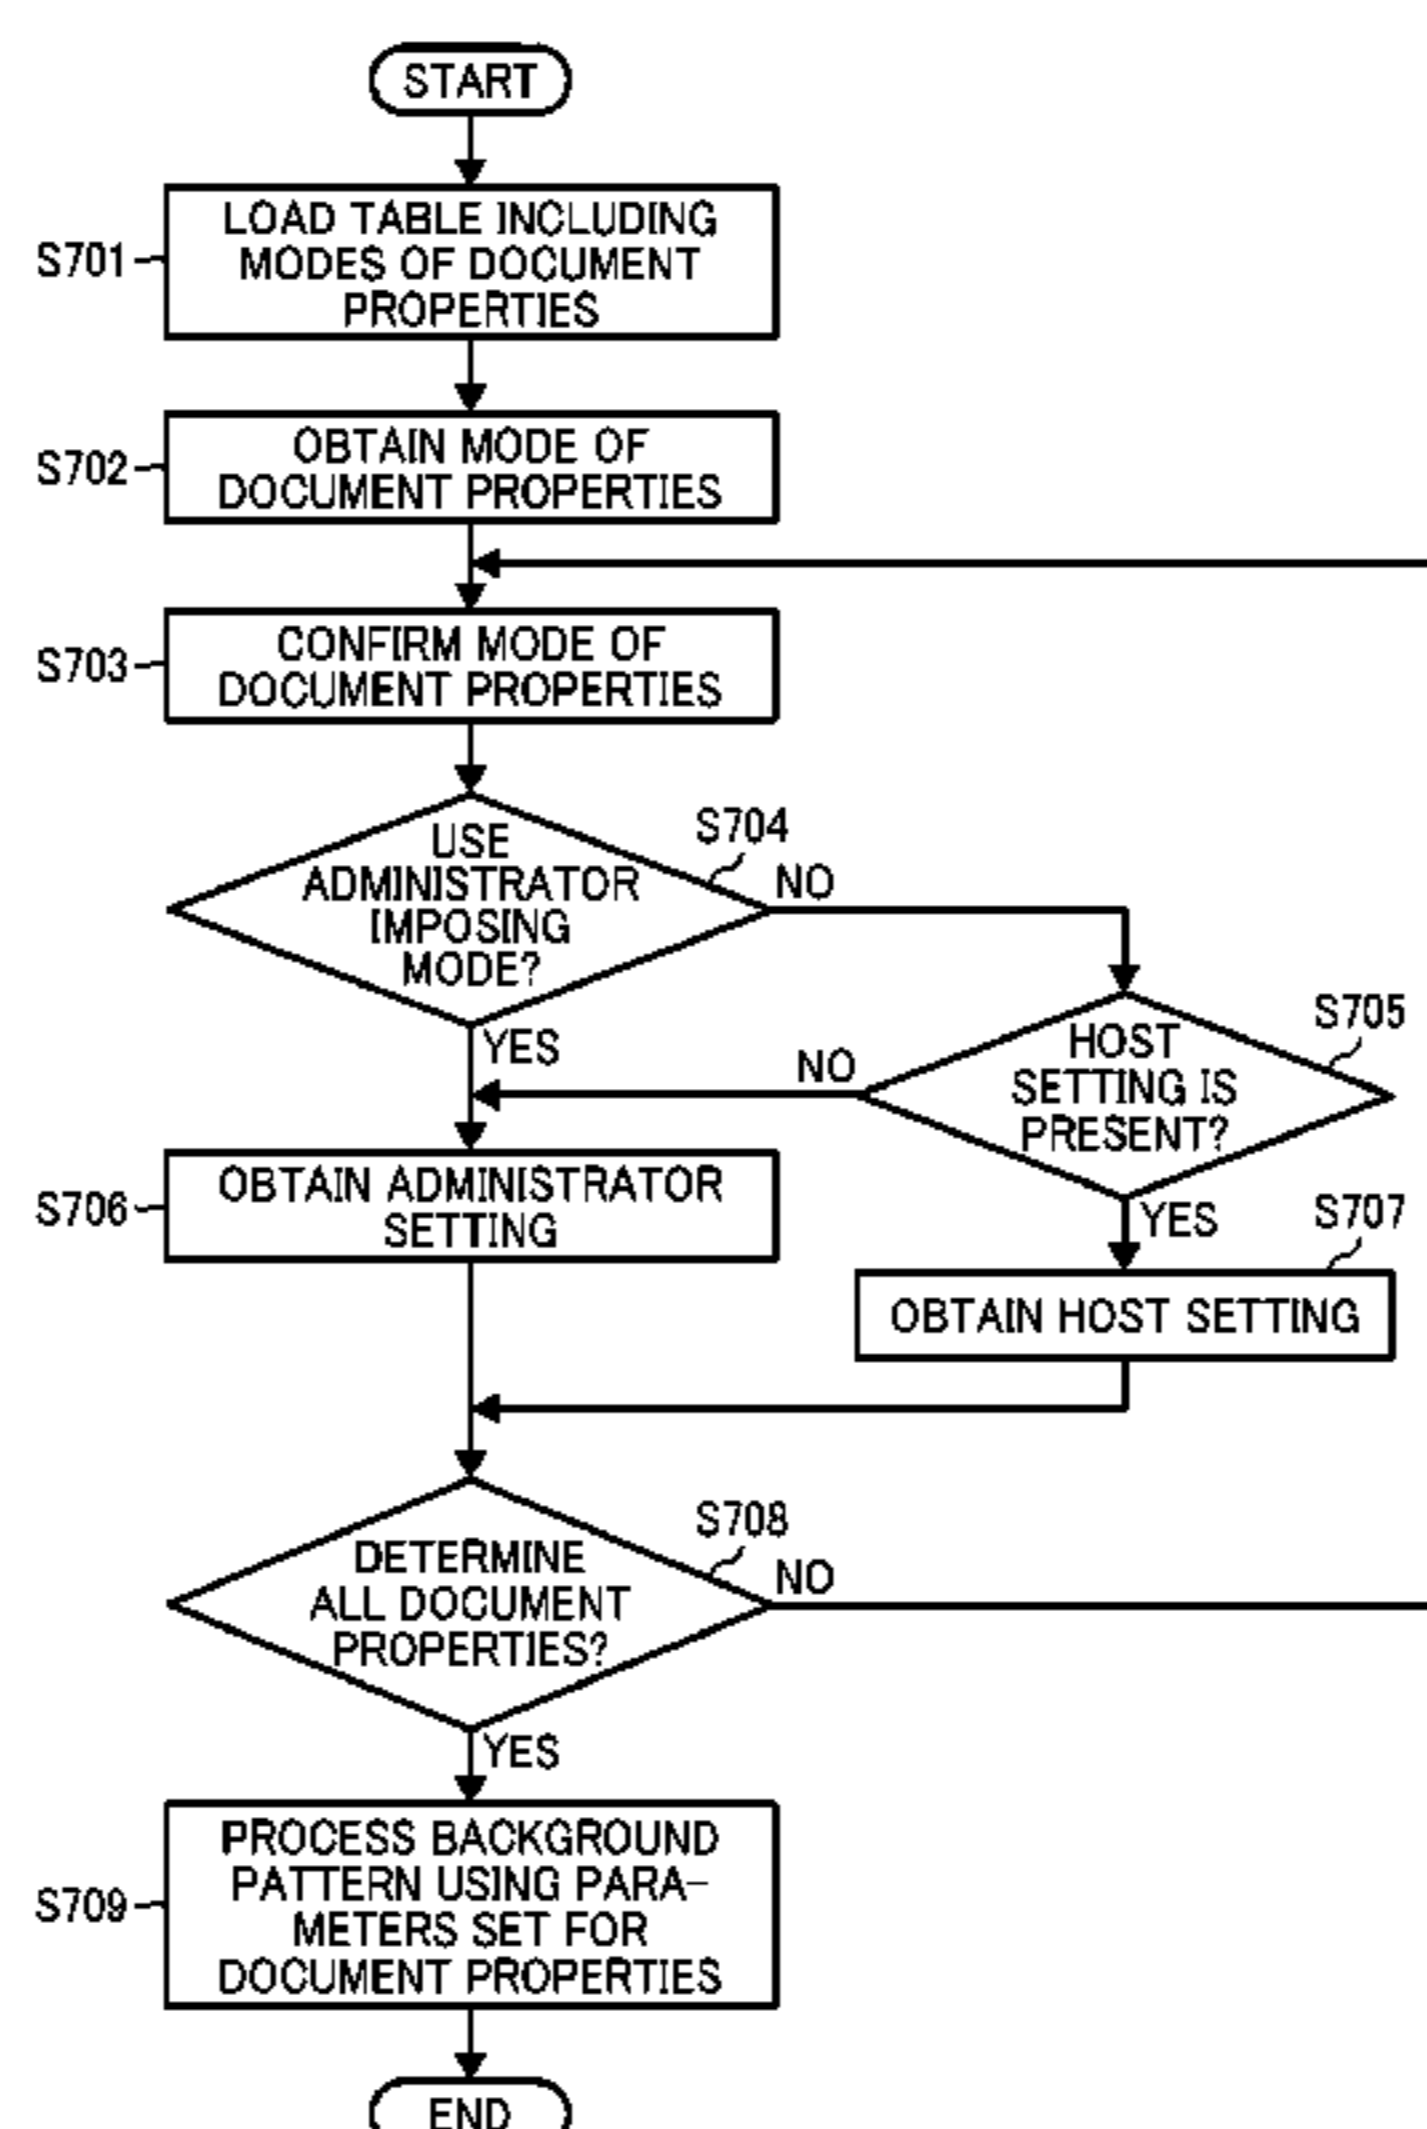 START
S701
LOAD TABLE INCLUDING
MODES OF DOCUMENT
PROPERTIES
S702
OBTAIN MODE OF
DOCUMENT PROPERTIES
S703
CONFIRM MODE OF
DOCUMENT PROPERTIES
S704
USE
ADMINISTRATOR
IMPOSING
MODE?
NO
YES
S705
HOST
SETTING IS
PRESENT?
NO
YES
S706
OBTAIN ADMINISTRATOR
SETTING
S707
OBTAIN HOST SETTING
S708
DETERMINE
ALL DOCUMENT
PROPERTIES?
NO
YES
S709
PROCESS BACKGROUND
PATTERN USING PARA-
METERS SET FOR
DOCUMENT PROPERTIES
END